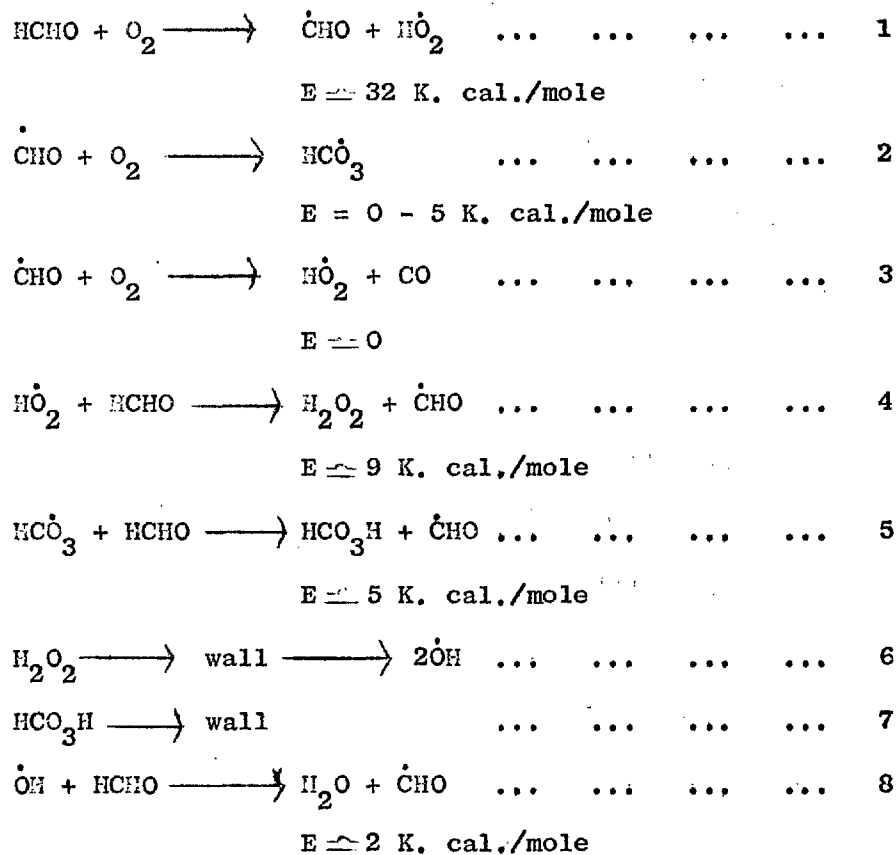 HCHO + O₂ ⟶ ĊHO + HȮ₂ ... ... ... ... 1
E ≃ 32 K. cal./mole
ĊHO + O₂ ⟶ HCȮ₃ ... ... ... ... 2
E = O - 5 K. cal./mole
ĊHO + O₂ ⟶ HȮ₂ + CO ... ... ... ... 3
E ≃ O
HȮ₂ + HCHO ⟶ H₂O₂ + ĊHO ... ... ... ... 4
E ≃ 9 K. cal./mole
HCȮ₃ + HCHO ⟶ HCO₃H + ĊHO ... ... ... ... 5
E ≃ 5 K. cal./mole
H₂O₂ ⟶ wall ⟶ 2ȮH ... ... ... ... 6
HCO₃H ⟶ wall ... ... ... ... 7
ȮH + HCHO ⟶ H₂O + ĊHO ... ... ... ... 8
E ≃ 2 K. cal./mole